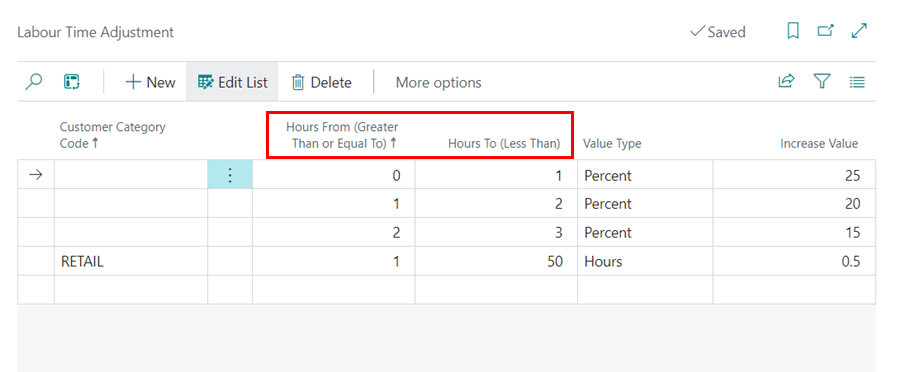 Labour Time Adjustment
Saved
New
Edit List
Delete
More options
Customer Category
Code ↑
Hours From (Greater
Than or Equal To) ↑
Hours To (Less Than)
Value Type
Increase Value
0 1 Percent 25
1 2 Percent 20
2 3 Percent 15
RETAIL 1 50 Hours 0.5